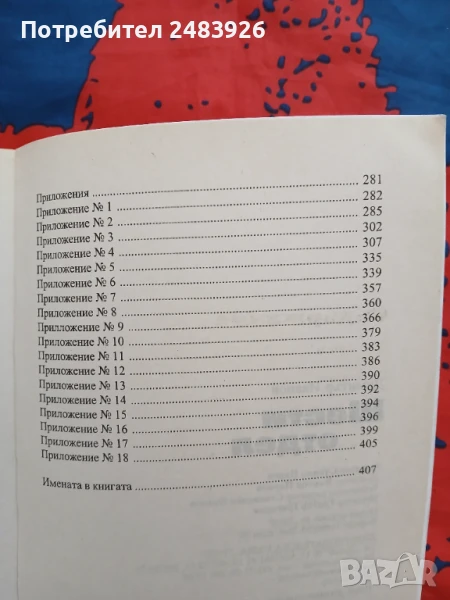 Потребител 2483926
Приложения 281
Приложение № 1 282
Приложение № 2 285
Приложение № 3 302
Приложение № 4 307
Приложение № 5 335
Приложение № 6 339
Приложение № 7 357
Приложение № 8 360
Прилложение № 9 366
Приложение № 10 379
Приложение № 11 383
Приложение № 12 386
Приложение № 13 390
Приложение № 14 392
Приложение № 15 394
Приложение № 16 396
Приложение № 17 399
Приложение № 18 405
Имената в книгата 407
BAZAR